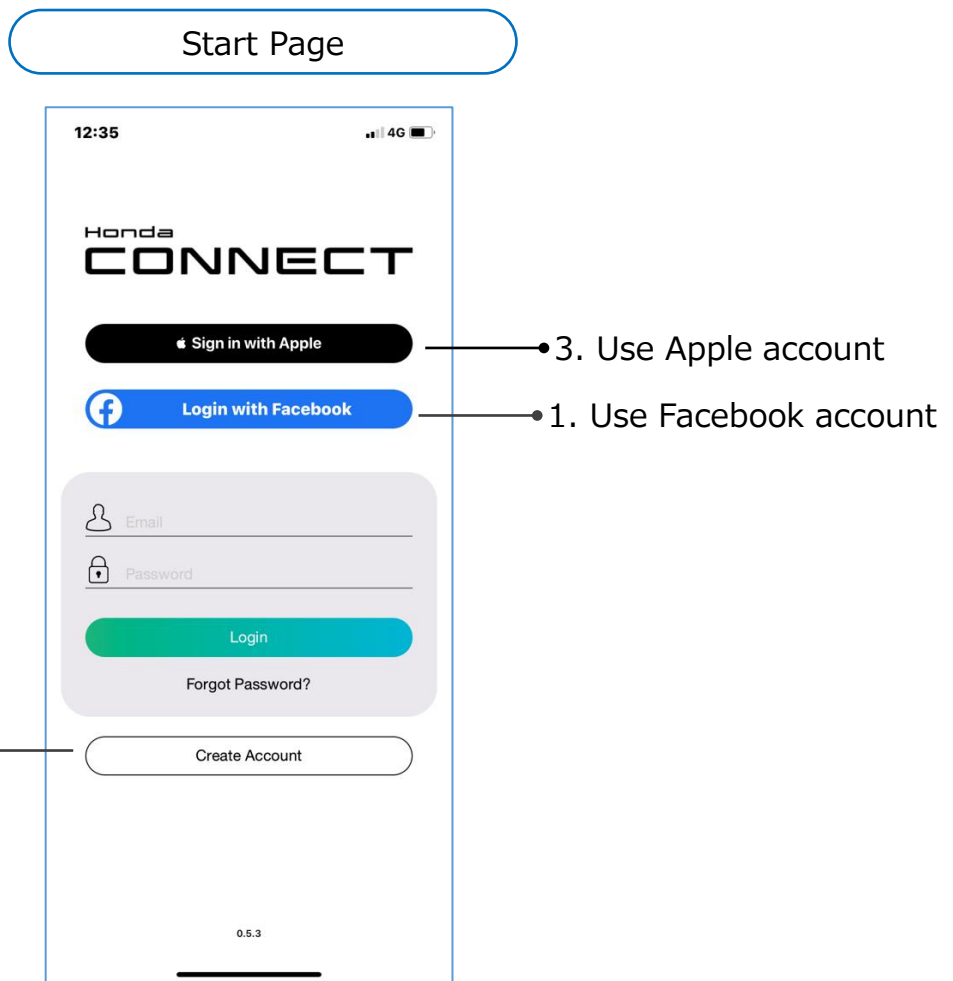 Start Page
12:35
4G
Honda
CONNECT
Sign in with Apple
3. Use Apple account
Login with Facebook
1. Use Facebook account
Email
Password
Login
Forgot Password?
Create Account
0.5.3